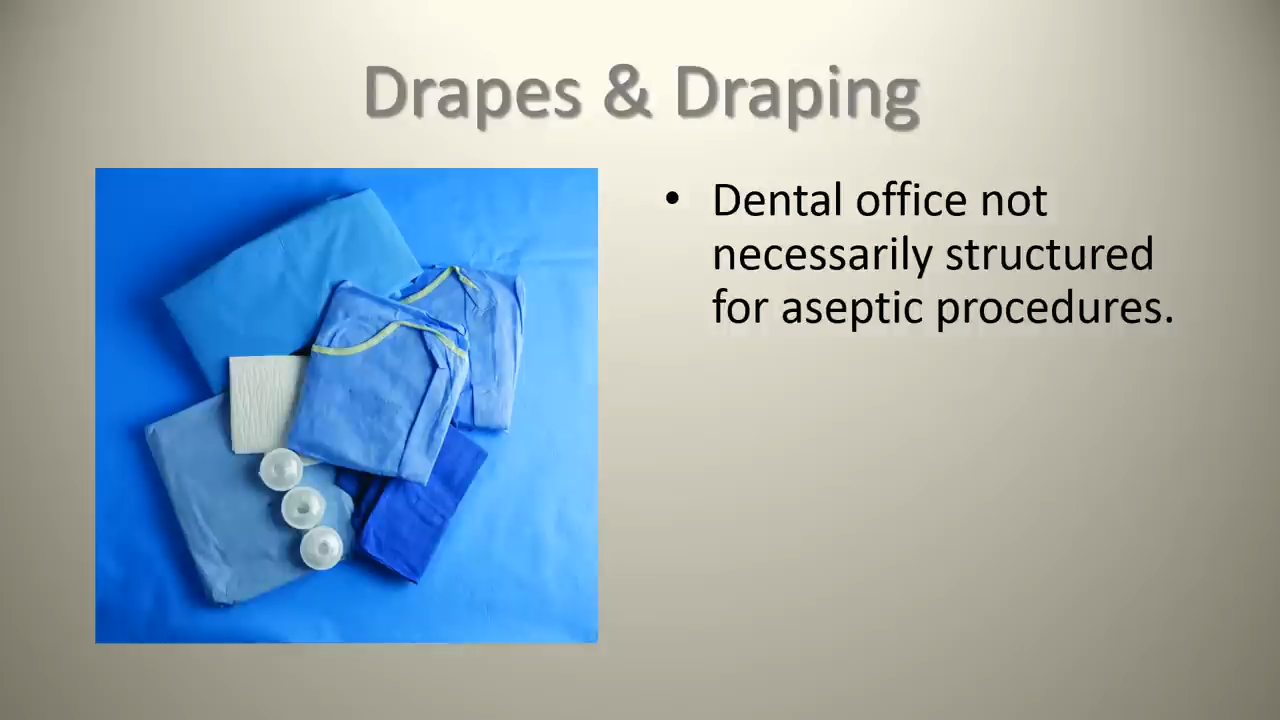 Drapes & Draping
• Dental office not
necessarily structured
for aseptic procedures.